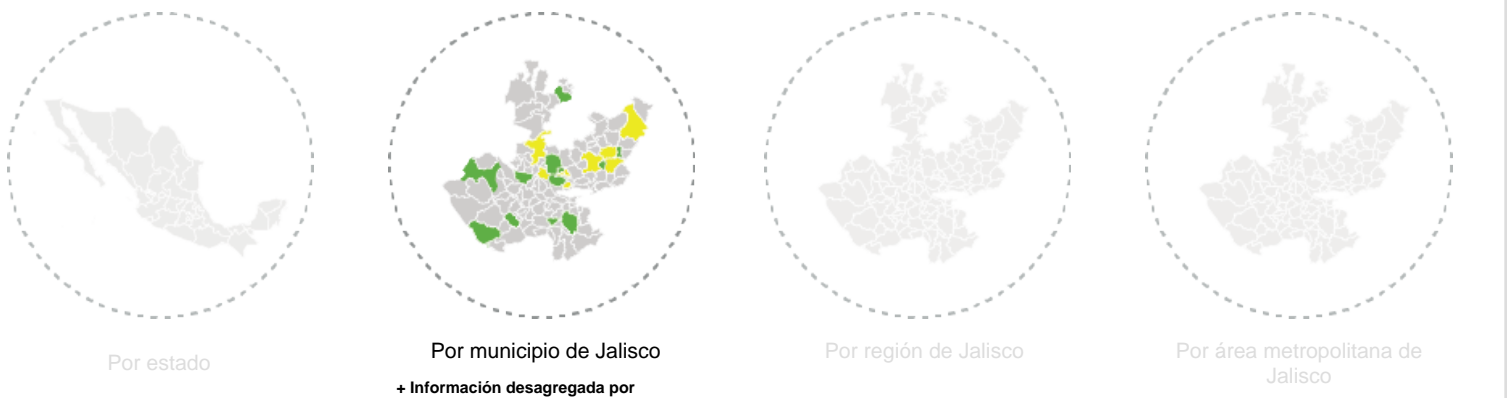 Por estado
Por municipio de Jalisco
+ Información desagregada por
Por región de Jalisco
Por área metropolitana de
Jalisco